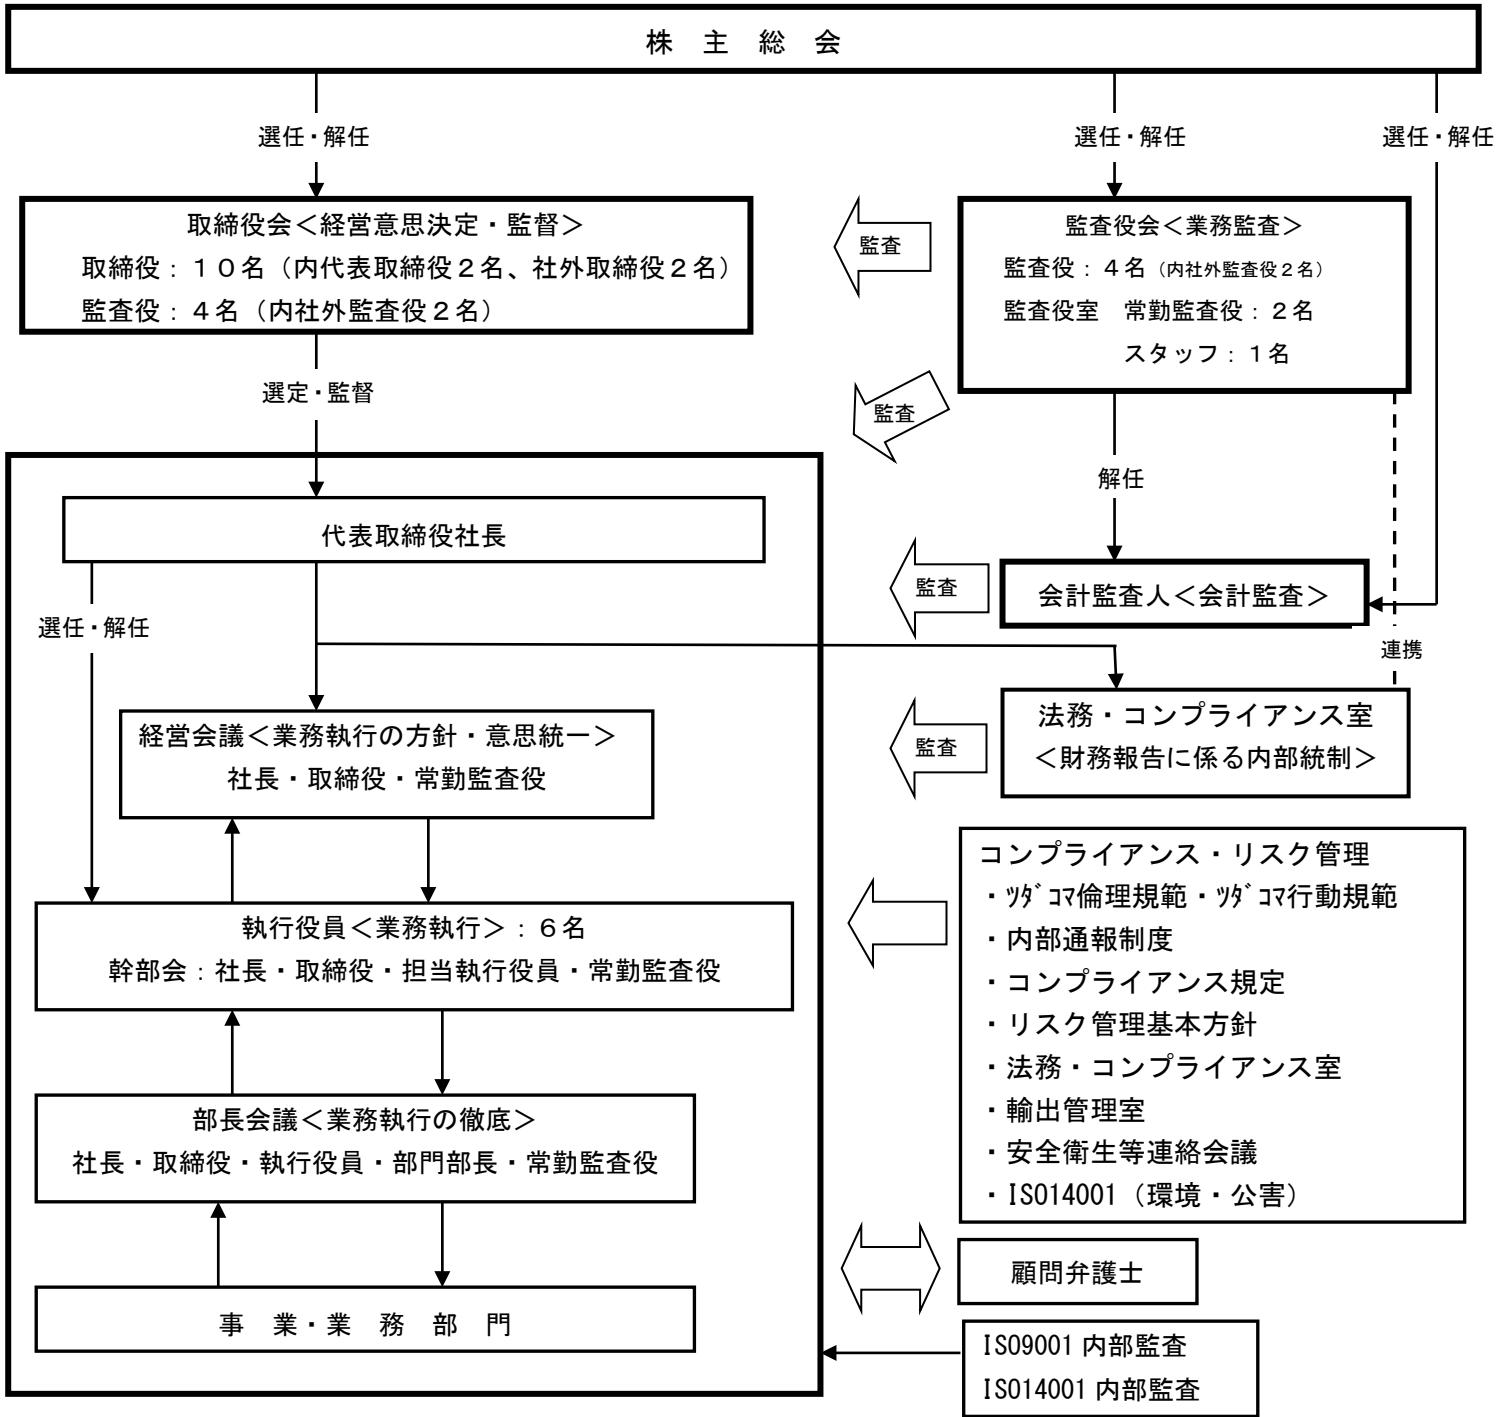 株　主　総　会
選任・解任
選任・解任
選任・解任
取締役会＜経営意思決定・監督＞
取締役：１０名（内代表取締役２名、社外取締役２名）
監査役：４名（内社外監査役２名）
監査
監査役会＜業務監査＞
監査役：４名（内社外監査役２名）
監査役室　常勤監査役：２名
スタッフ：１名
選定・監督
監査
解任
代表取締役社長
監査
会計監査人＜会計監査＞
選任・解任
連携
経営会議＜業務執行の方針・意思統一＞
社長・取締役・常勤監査役
監査
法務・コンプライアンス室
＜財務報告に係る内部統制＞
執行役員＜業務執行＞：６名
幹部会：社長・取締役・担当執行役員・常勤監査役
コンプライアンス・リスク管理
・ﾂﾀﾞｺﾏ倫理規範・ﾂﾀﾞｺﾏ行動規範
・内部通報制度
・コンプライアンス規定
・リスク管理基本方針
・法務・コンプライアンス室
・輸出管理室
・安全衛生等連絡会議
・ISO14001（環境・公害）
部長会議＜業務執行の徹底＞
社長・取締役・執行役員・部門部長・常勤監査役
顧問弁護士
事　業・業　務　部　門
ISO9001 内部監査
ISO14001 内部監査